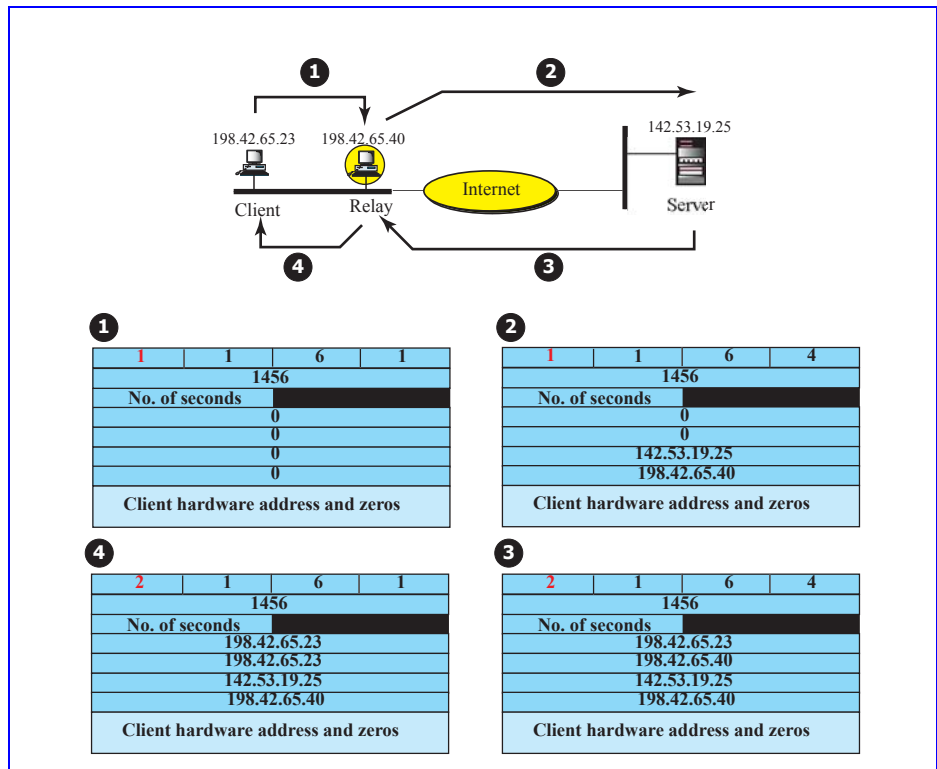 1
2
198.42.65.23
198.42.65.40
142.53.19.25
Internet
Client
Relay
Server
4
3
1
1 1 6 1
1456
No. of seconds
0
0
0
0
Client hardware address and zeros
2
1 1 6 4
1456
No. of seconds
0
0
142.53.19.25
198.42.65.40
Client hardware address and zeros
4
2 1 6 1
1456
No. of seconds
198.42.65.23
198.42.65.23
142.53.19.25
198.42.65.40
Client hardware address and zeros
3
2 1 6 4
1456
No. of seconds
198.42.65.23
198.42.65.40
142.53.19.25
198.42.65.40
Client hardware address and zeros